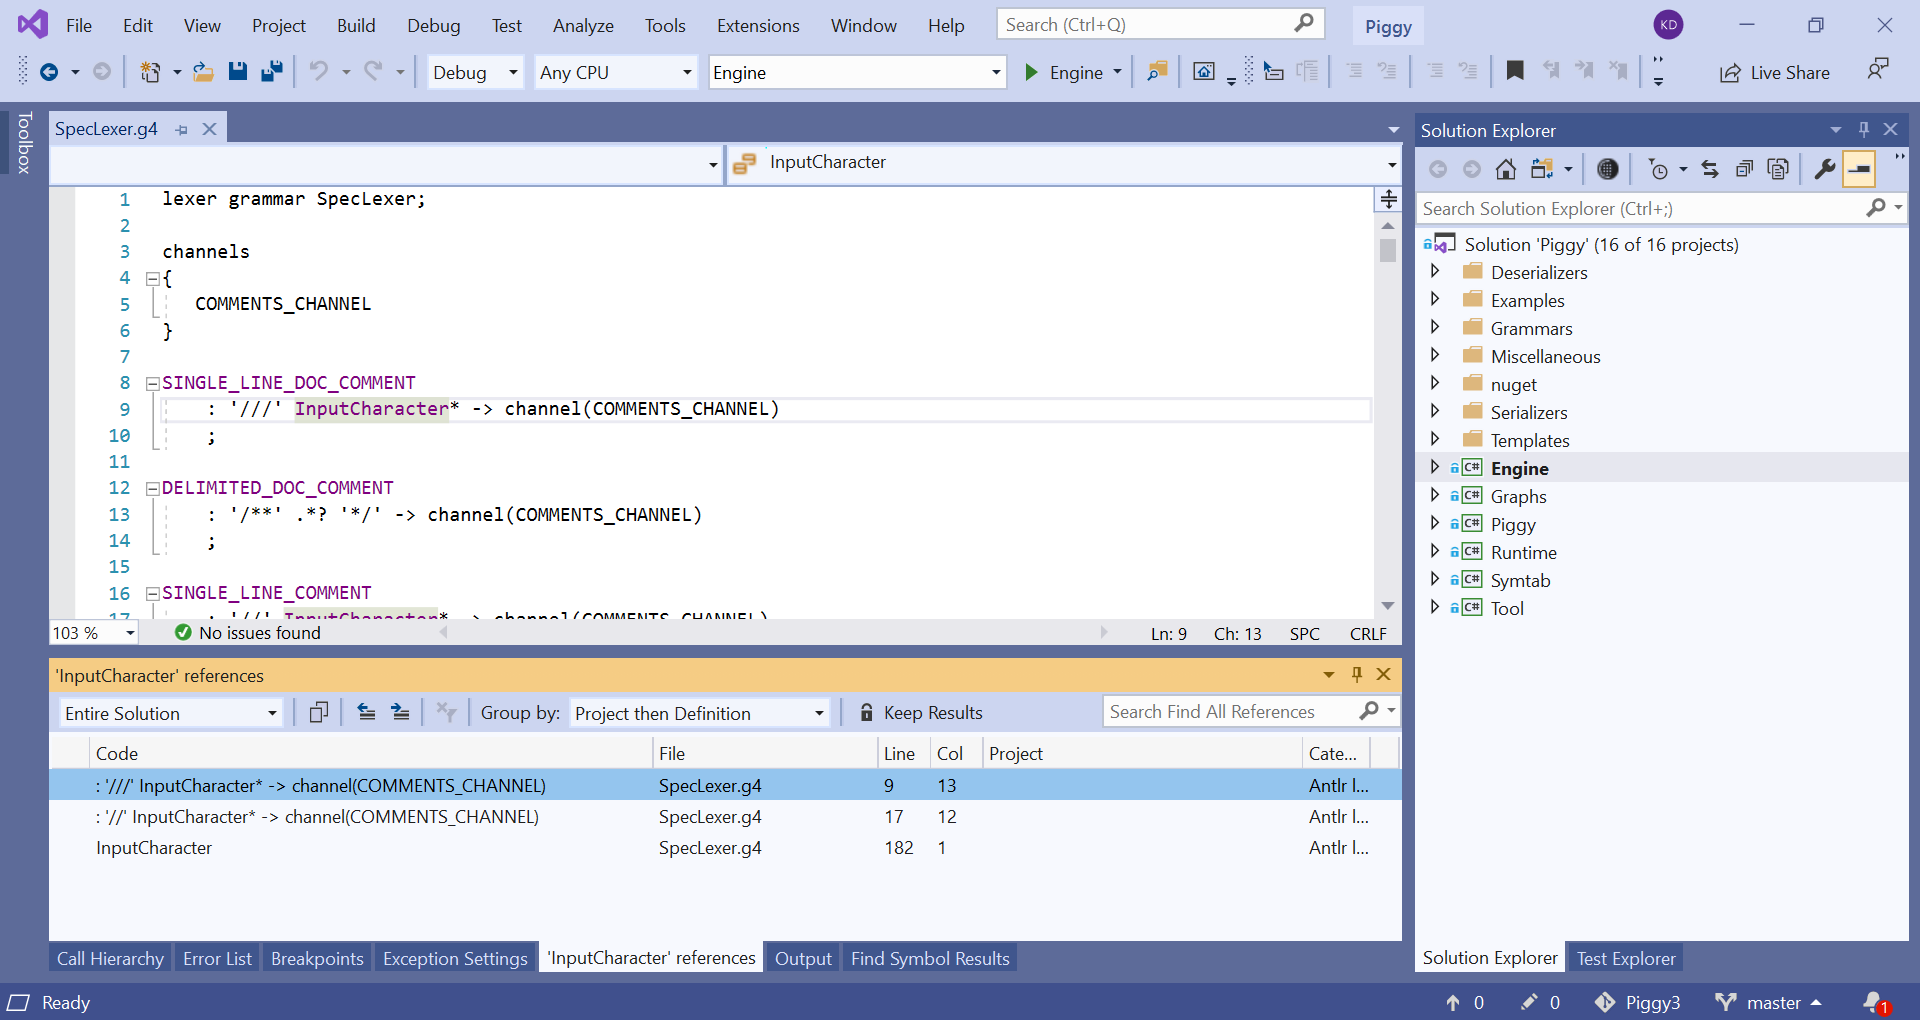 File Edit View Project Build Debug Test Analyze Tools Extensions Window Help Search (Ctrl+Q) Piggy KD
Debug Any CPU Engine Engine Live Share
Toolbox
SpecLexer.g4
InputCharacter
1 lexer grammar SpecLexer;
2
3 channels
4 {
5 COMMENTS_CHANNEL
6 }
7
8 SINGLE_LINE_DOC_COMMENT
9 : '///' InputCharacter* -> channel(COMMENTS_CHANNEL)
10 ;
11
12 DELIMITED_DOC_COMMENT
13 : '/**' .*? '*/' -> channel(COMMENTS_CHANNEL)
14 ;
15
16 SINGLE_LINE_COMMENT
17 : '//' InputCharacter* -> channel(COMMENTS_CHANNEL)
103 % No issues found Ln: 9 Ch: 13 SPC CRLF
'InputCharacter' references
Entire Solution Group by: Project then Definition Keep Results Search Find All References
Code File Line Col Project Cate...
: '///' InputCharacter* -> channel(COMMENTS_CHANNEL) SpecLexer.g4 9 13 Antlr l...
: '//' InputCharacter* -> channel(COMMENTS_CHANNEL) SpecLexer.g4 17 12 Antlr l...
InputCharacter SpecLexer.g4 182 1 Antlr l...
Call Hierarchy Error List Breakpoints Exception Settings 'InputCharacter' references Output Find Symbol Results
Solution Explorer
Search Solution Explorer (Ctrl+;)
Solution 'Piggy' (16 of 16 projects)
Deserializers
Examples
Grammars
Miscellaneous
nuget
Serializers
Templates
C# Engine
C# Graphs
C# Piggy
C# Runtime
C# Symtab
C# Tool
Solution Explorer Test Explorer
Ready 0 0 Piggy3 master 1